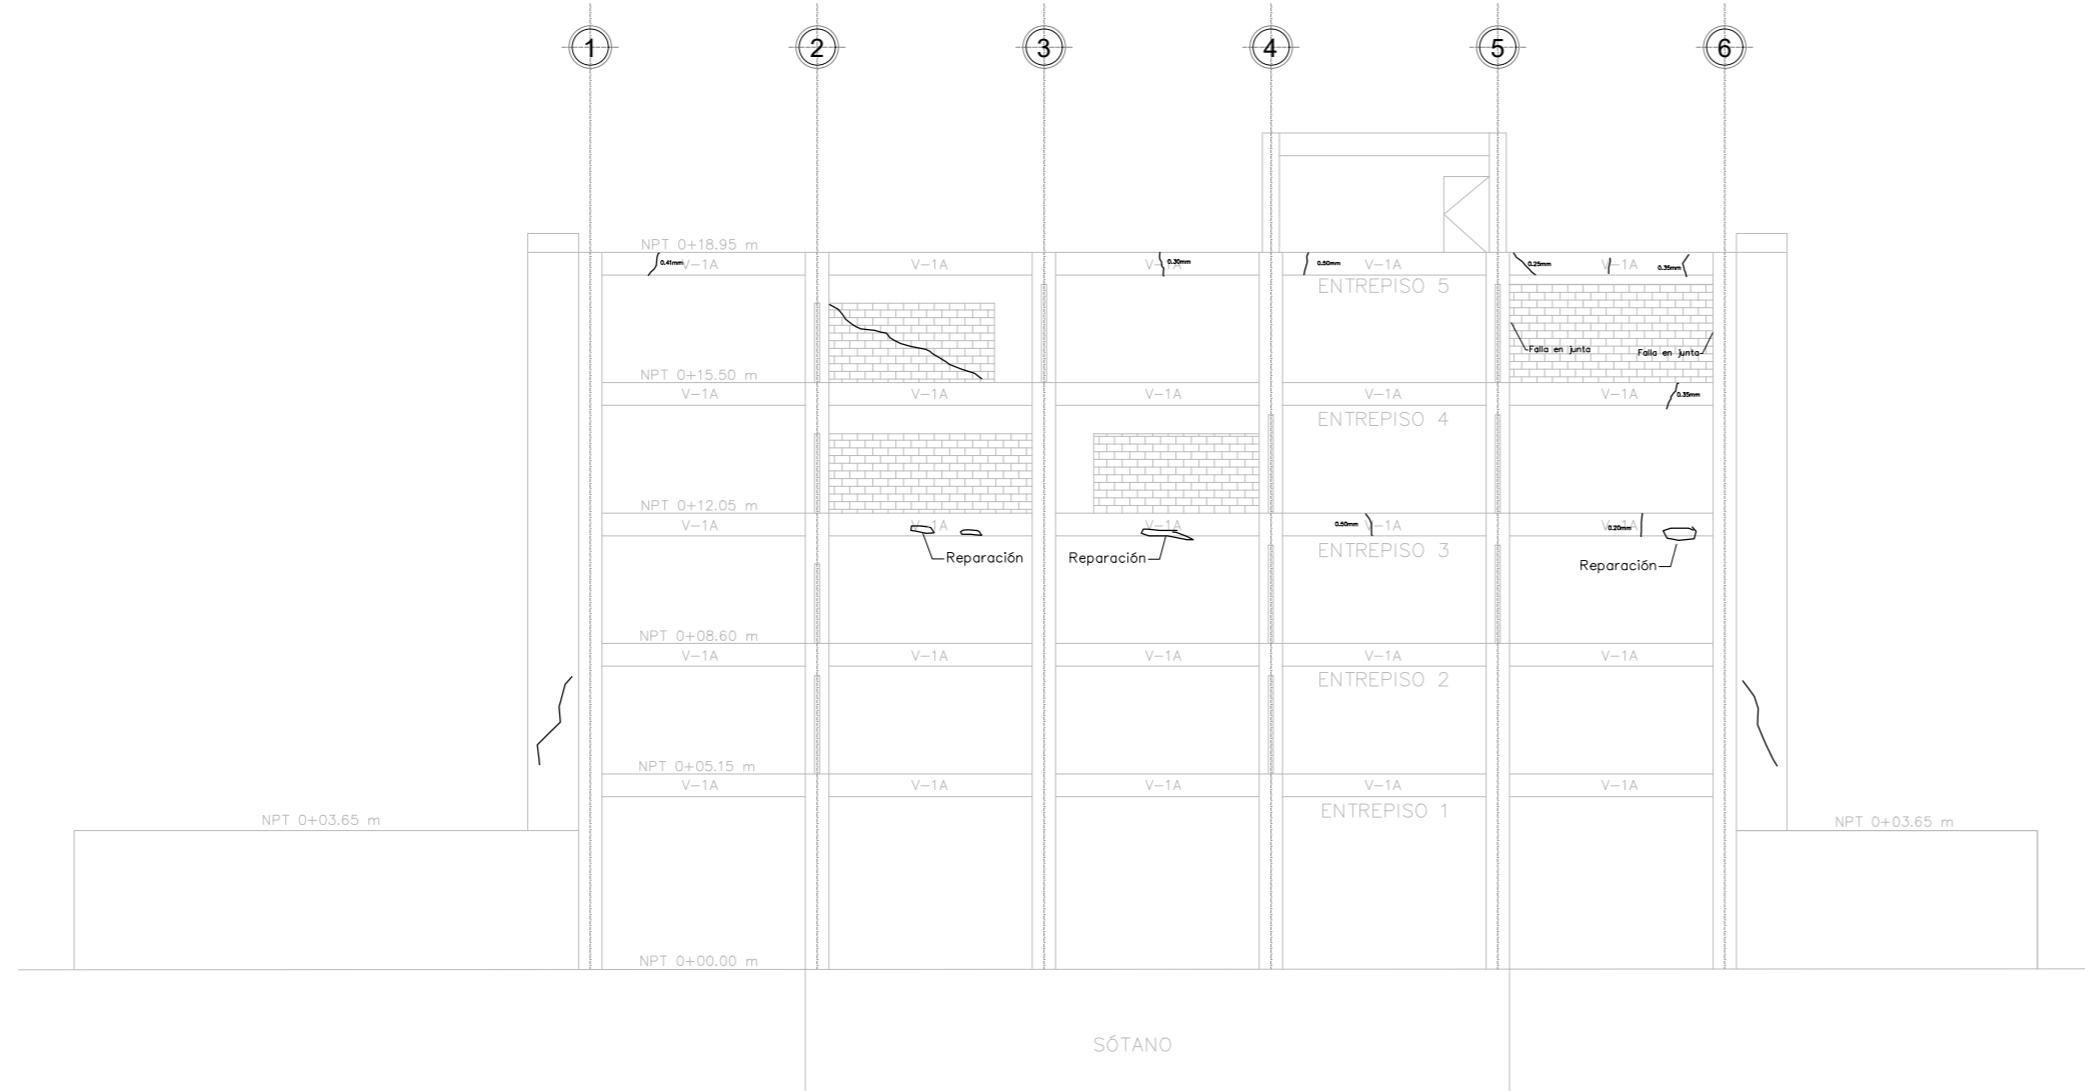 1 2 3 4 5 6
NPT 0+18.95 m
0.41mm V-1A V-1A V-1A 0.30mm 0.50mm V-1A 0.25mm V-1A 0.35mm
ENTREPISO 5
Falla en junta Falla en junta
NPT 0+15.50 m
V-1A V-1A V-1A V-1A V-1A 0.35mm
ENTREPISO 4
NPT 0+12.05 m
V-1A V-1A V-1A 0.50mm V-1A 0.20mm V-1A
ENTREPISO 3
Reparación Reparación Reparación
NPT 0+08.60 m
V-1A V-1A V-1A V-1A V-1A
ENTREPISO 2
NPT 0+05.15 m
V-1A V-1A V-1A V-1A V-1A
ENTREPISO 1
NPT 0+03.65 m NPT 0+03.65 m
NPT 0+00.00 m
SÓTANO